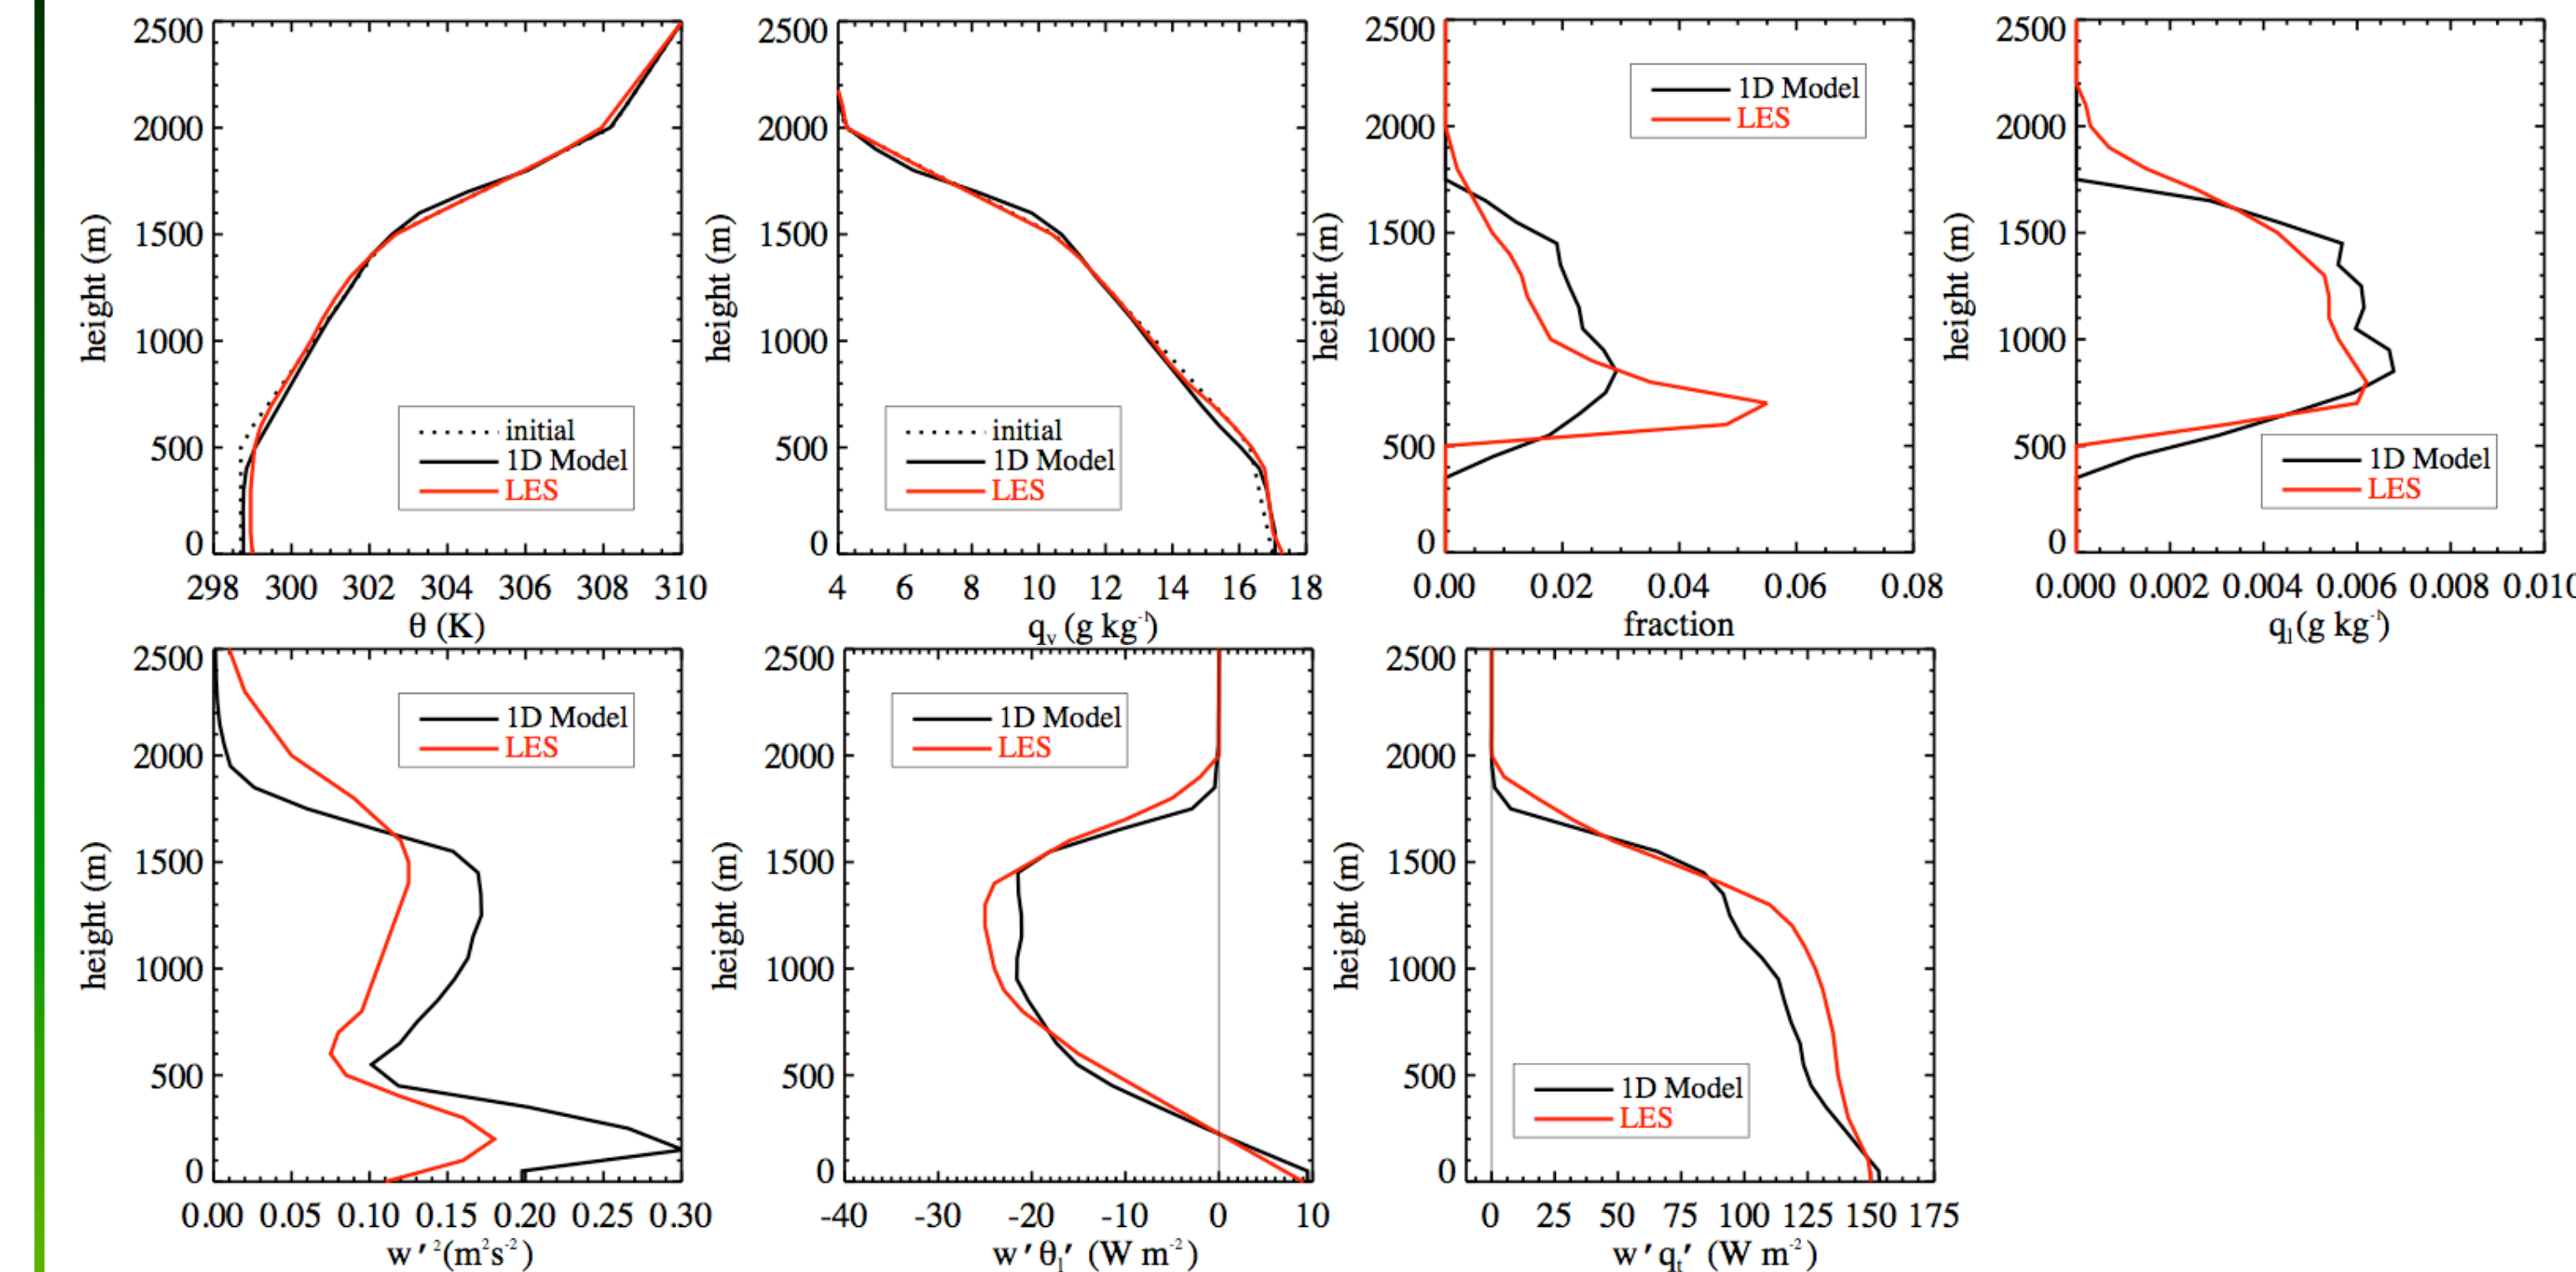 2500
2000
1500
1000
500
0
height (m)
initial
1D Model
LES
298 300 302 304 306 308 310
θ (K)
2500
2000
1500
1000
500
0
height (m)
initial
1D Model
LES
4 6 8 10 12 14 16 18
qv (g kg-1)
2500
2000
1500
1000
500
0
height (m)
1D Model
LES
0.00 0.02 0.04 0.06 0.08
fraction
2500
2000
1500
1000
500
0
height (m)
1D Model
LES
0.000 0.002 0.004 0.006 0.008 0.010
ql(g kg-1)
2500
2000
1500
1000
500
0
height (m)
1D Model
LES
0.00 0.05 0.10 0.15 0.20 0.25 0.30
w′2(m2s-2)
2500
2000
1500
1000
500
0
height (m)
1D Model
LES
-40 -30 -20 -10 0 10
w′θl′ (W m-2)
2500
2000
1500
1000
500
0
height (m)
1D Model
LES
0 25 50 75 100 125 150 175
w′qt′ (W m-2)